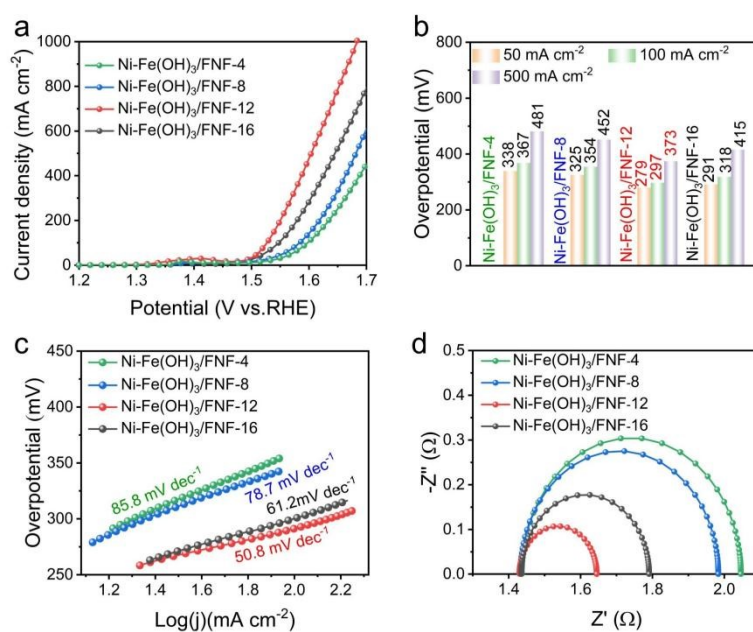 a
Current density (mA cm⁻²)
1000
800
600
400
200
0
Ni-Fe(OH)₃/FNF-4
Ni-Fe(OH)₃/FNF-8
Ni-Fe(OH)₃/FNF-12
Ni-Fe(OH)₃/FNF-16
1.2 1.3 1.4 1.5 1.6 1.7
Potential (V vs.RHE)
b
Overpotential (mV)
800
600
400
200
0
50 mA cm⁻² 100 mA cm⁻²
500 mA cm⁻²
Ni-Fe(OH)₃/FNF-4
338
367
481
Ni-Fe(OH)₃/FNF-8
325
354
452
Ni-Fe(OH)₃/FNF-12
279
297
373
Ni-Fe(OH)₃/FNF-16
291
318
415
c
Overpotential (mV)
450
400
350
300
250
Ni-Fe(OH)₃/FNF-4
Ni-Fe(OH)₃/FNF-8
Ni-Fe(OH)₃/FNF-12
Ni-Fe(OH)₃/FNF-16
85.8 mV dec⁻¹
78.7 mV dec⁻¹
61.2mV dec⁻¹
50.8 mV dec⁻¹
1.2 1.4 1.6 1.8 2.0 2.2
Log(j)(mA cm⁻²)
d
-Z'' (Ω)
0.5
0.4
0.3
0.2
0.1
0.0
Ni-Fe(OH)₃/FNF-4
Ni-Fe(OH)₃/FNF-8
Ni-Fe(OH)₃/FNF-12
Ni-Fe(OH)₃/FNF-16
1.4 1.6 1.8 2.0
Z' (Ω)